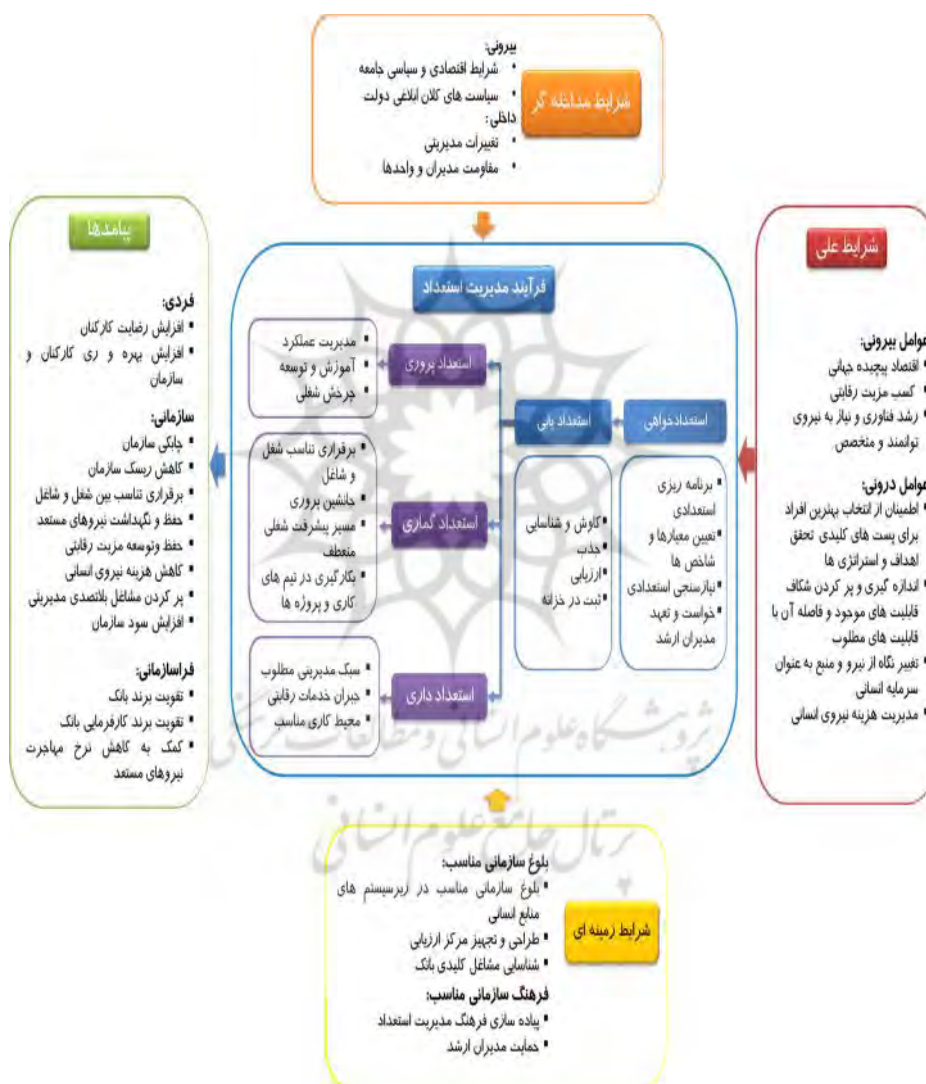 بیرونی:
• شرایط اقتصادی و سیاسی جامعه
• سیاست های کلان ابلاغی دولت
داخلی:
• تغییرات مدیریتی
• مقاومت مدیران و واحدها
شرایط مداخله گر
شرایط علی
عوامل بیرونی:
▪ اقتصاد پیچیده جهانی
▪ کسب مزیت رقابتی
▪ رشد فناوری و نیاز به نیروی
توانمند و متخصص
عوامل درونی:
▪ اطمینان از انتخاب بهترین افراد
برای پست های کلیدی تحقق
اهداف و استراتژی ها
▪ اندازه گیری و پر کردن شکاف
قابلیت های موجود و فاصله آن با
قابلیت های مطلوب
▪ تغییر نگاه از نیرو و منبع به عنوان
سرمایه انسانی
▪ مدیریت هزینه نیروی انسانی
فرآیند مدیریت استعداد
استعدادخواهی
▪ برنامه ریزی
استعدادی
▪ تعیین معیارها و
شاخص ها
▪ نیازسنجی استعدادی
▪ خواست و تعهد
مدیران ارشد
استعداد یابی
▪ کاوش و شناسایی
▪ جذب
▪ ارزیابی
▪ ثبت در خزانه
استعداد پروری
▪ مدیریت عملکرد
▪ آموزش و توسعه
▪ چرخش شغلی
استعداد گماری
▪ برقراری تناسب شغل
و شاغل
▪ جانشین پروری
▪ مسیر پیشرفت شغلی
منعطف
▪ بکارگیری در تیم های
کاری و پروژه ها
استعداد داری
▪ سبک مدیریتی مطلوب
▪ جبران خدمات رقابتی
▪ محیط کاری مناسب
پیامدها
فردی:
▪ افزایش رضایت کارکنان
▪ افزایش بهره و ری کارکنان و
سازمان
سازمانی:
▪ چابکی سازمان
▪ کاهش ریسک سازمان
▪ برقراری تناسب بین شغل و شاغل
▪ حفظ و نگهداشت نیروهای مستعد
▪ حفظ وتوسعه مزیت رقابتی
▪ کاهش هزینه نیروی انسانی
▪ پر کردن مشاغل بلاتصدی مدیریتی
▪ افزایش سود سازمان
فراسازمانی:
▪ تقویت برند بانک
▪ تقویت برند کارفرمایی بانک
▪ کمک به کاهش نرخ مهاجرت
نیروهای مستعد
پژوهشگاه علوم انسانی و مطالعات فرهنگی
پرتال جامع علوم انسانی
شرایط زمینه ای
بلوغ سازمانی مناسب:
▪ بلوغ سازمانی مناسب در زیرسیستم های
منابع انسانی
▪ طراحی و تجهیز مرکز ارزیابی
▪ شناسایی مشاغل کلیدی بانک
فرهنگ سازمانی مناسب:
▪ پیاده سازی فرهنگ مدیریت استعداد
▪ حمایت مدیران ارشد